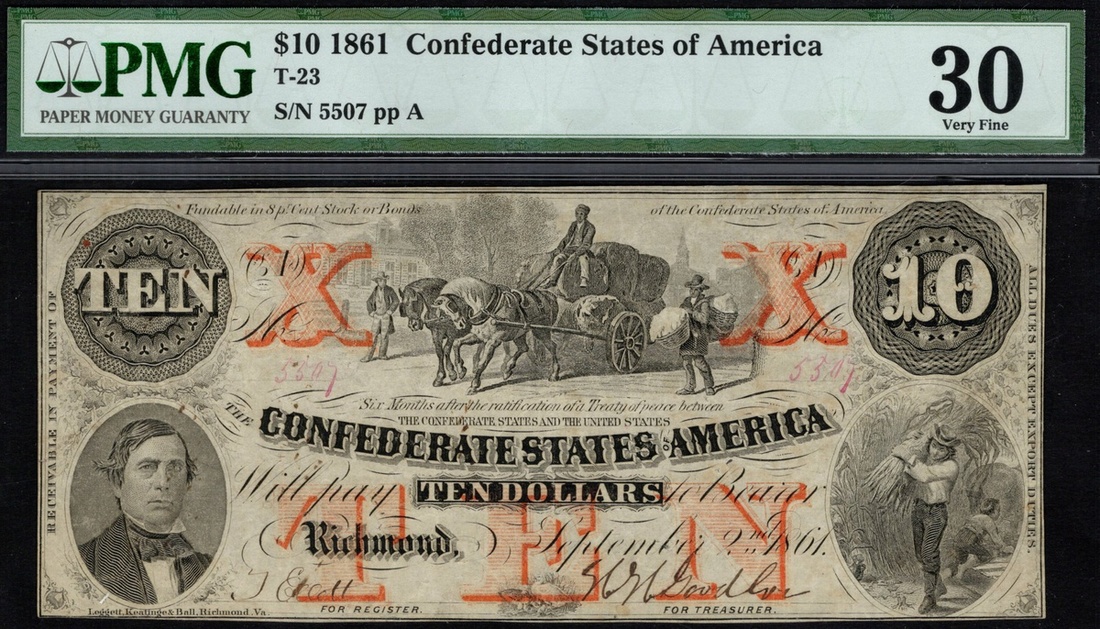 PMG
PAPER MONEY GUARANTY
$10 1861 Confederate States of America
T-23
S/N 5507 pp A
30
Very Fine
Fundable in 8 pr. Cent Stock or Bonds of the Confederate States of America
TEN
X
A
X
A
10
No
No
5507
5507
RECEIVABLE IN PAYMENT OF
ALL DUES EXCEPT EXPORT DUTIES
Six Months after the ratification of a Treaty of peace between
THE CONFEDERATE STATES AND THE UNITED STATES
THE
CONFEDERATE STATES OF AMERICA
Will pay TEN DOLLARS to Bearer
TEN
Richmond, September 2nd 1861.
FOR REGISTER. FOR TREASURER.
Leggett, Keatinge & Ball, Richmond Va.